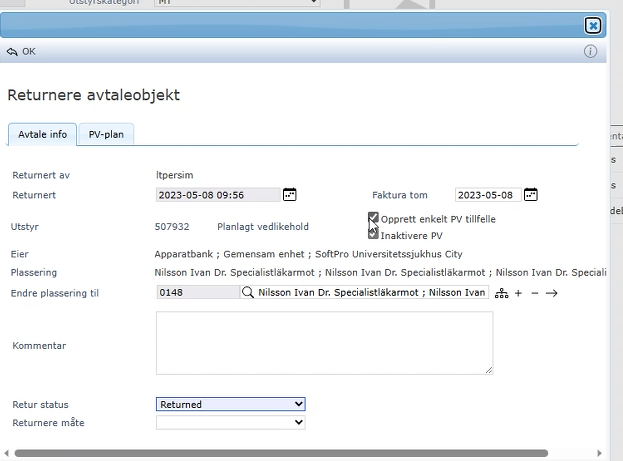 Utstyrskategori MT
OK
Returnere avtaleobjekt
Avtale info PV-plan
Returnert av ltpersim
Returnert 2023-05-08 09:56 Faktura tom 2023-05-08
Utstyr 507932 Planlagt vedlikehold Opprett enkelt PV tillfelle
Inaktivere PV
Eier Apparatbank ; Gemensam enhet ; SoftPro Universitetssjukhus City
Plassering Nilsson Ivan Dr. Specialistläkarmot ; Nilsson Ivan Dr. Specialistläkarmot ; Nilsson Ivan Dr. Speciali
Endre plassering til 0148 Nilsson Ivan Dr. Specialistläkarmot ; Nilsson Ivan
Kommentar
Retur status Returned
Returnere måte